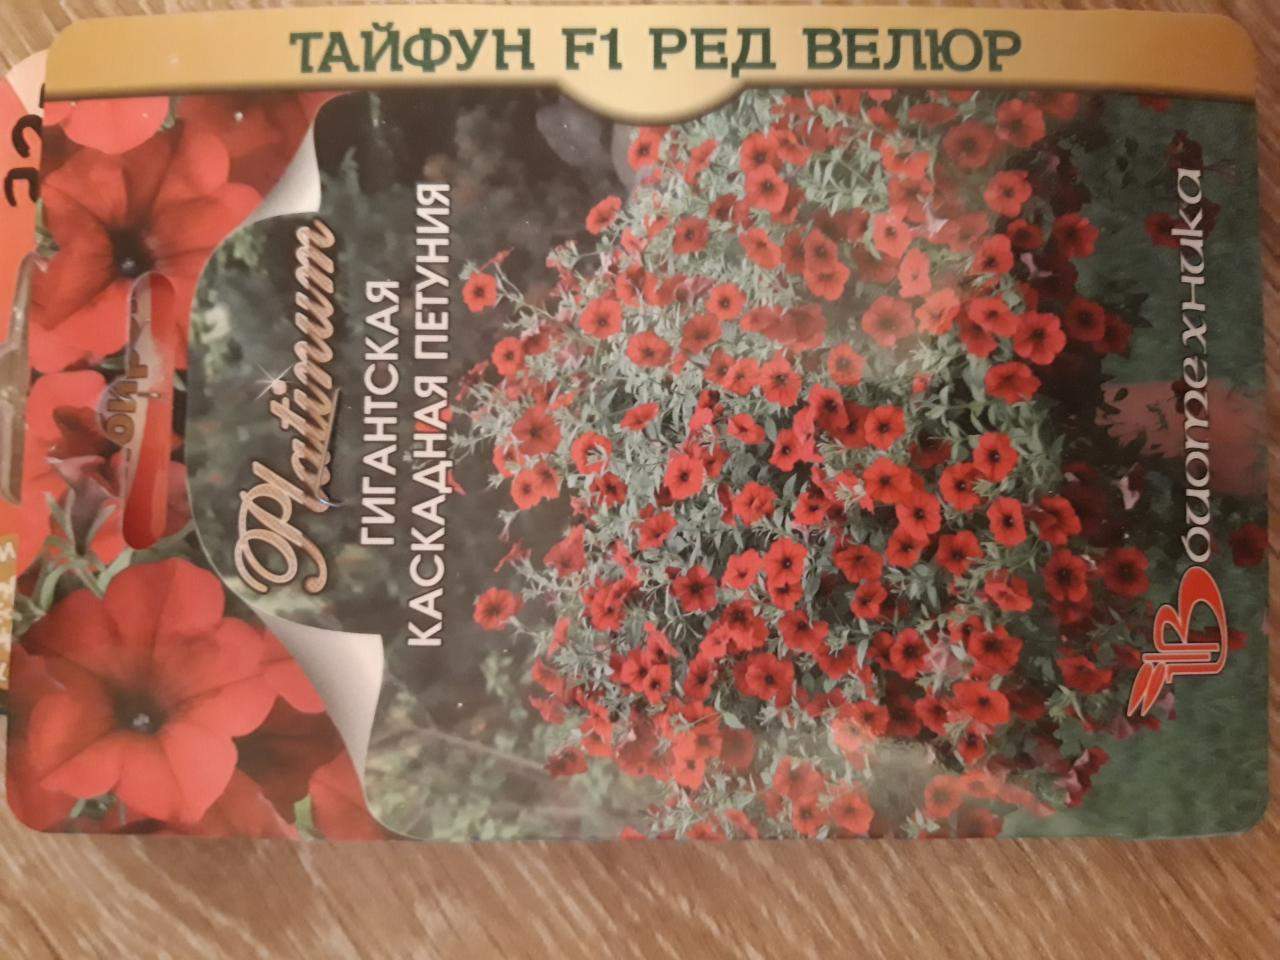 ТАЙФУН F1 РЕД ВЕЛЮР
Platinum
ГИГАНТСКАЯ
КАСКАДНАЯ ПЕТУНИЯ
Биотехника